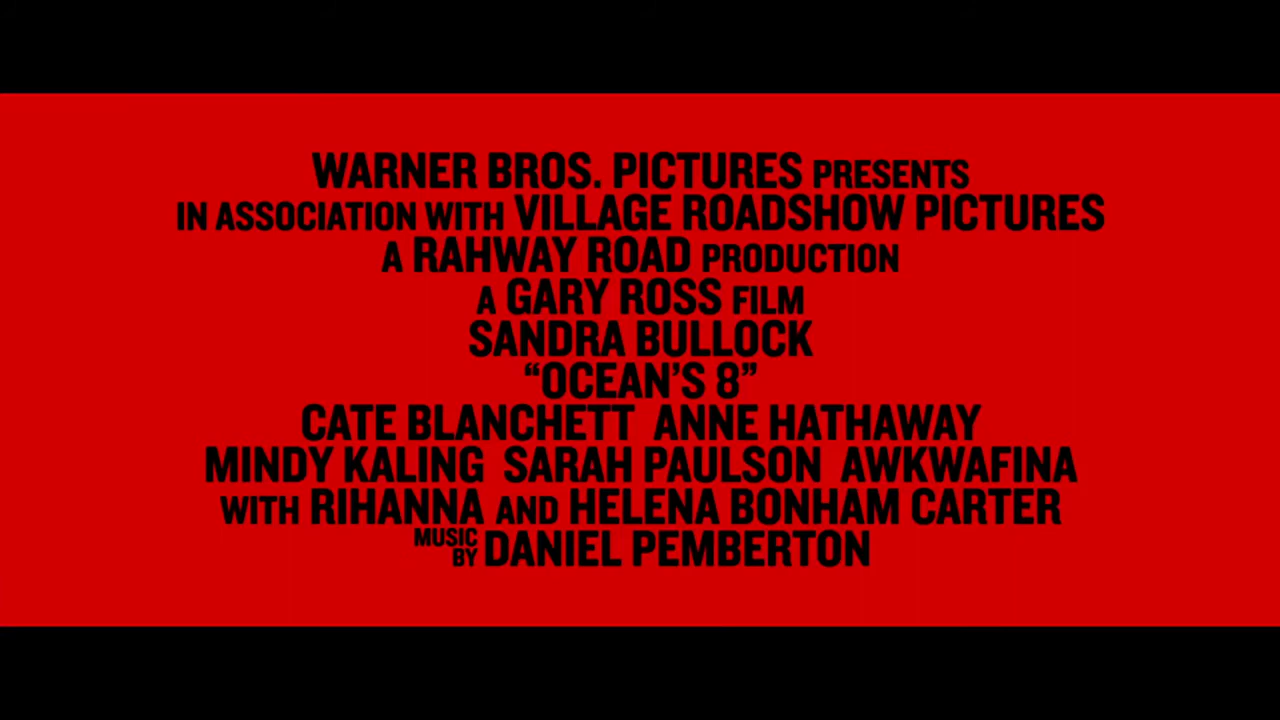 WARNER BROS. PICTURES PRESENTS
IN ASSOCIATION WITH VILLAGE ROADSHOW PICTURES
A RAHWAY ROAD PRODUCTION
A GARY ROSS FILM
SANDRA BULLOCK
“OCEAN’S 8”
CATE BLANCHETT ANNE HATHAWAY
MINDY KALING SARAH PAULSON AWKWAFINA
WITH RIHANNA AND HELENA BONHAM CARTER
MUSIC BY DANIEL PEMBERTON